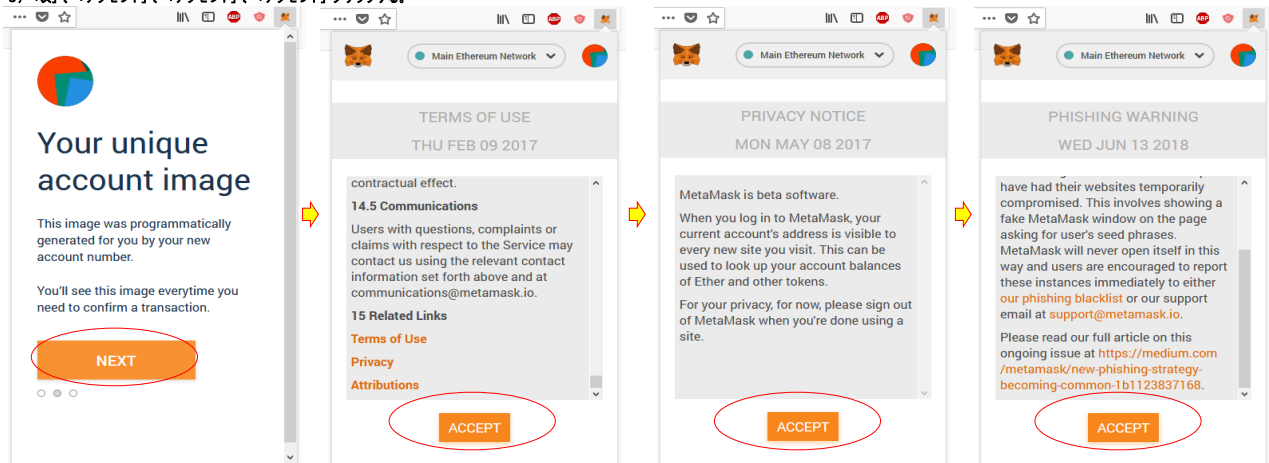 Your unique
account image
This image was programmatically
generated for you by your new
account number.
You'll see this image everytime you
need to confirm a transaction.
NEXT
ABP
Main Ethereum Network
TERMS OF USE
THU FEB 09 2017
contractual effect.
14.5 Communications
Users with questions, complaints or
claims with respect to the Service may
contact us using the relevant contact
information set forth above and at
communications@metamask.io.
15 Related Links
Terms of Use
Privacy
Attributions
ACCEPT
ABP
Main Ethereum Network
PRIVACY NOTICE
MON MAY 08 2017
MetaMask is beta software.
When you log in to MetaMask, your
current account's address is visible to
every new site you visit. This can be
used to look up your account balances
of Ether and other tokens.
For your privacy, for now, please sign out
of MetaMask when you're done using a
site.
ACCEPT
ABP
Main Ethereum Network
PHISHING WARNING
WED JUN 13 2018
have had their websites temporarily
compromised. This involves showing a
fake MetaMask window on the page
asking for user's seed phrases.
MetaMask will never open itself in this
way and users are encouraged to report
these instances immediately to either
our phishing blacklist or our support
email at support@metamask.io.
Please read our full article on this
ongoing issue at https://medium.com
/metamask/new-phishing-strategy-
becoming-common-1b1123837168.
ACCEPT